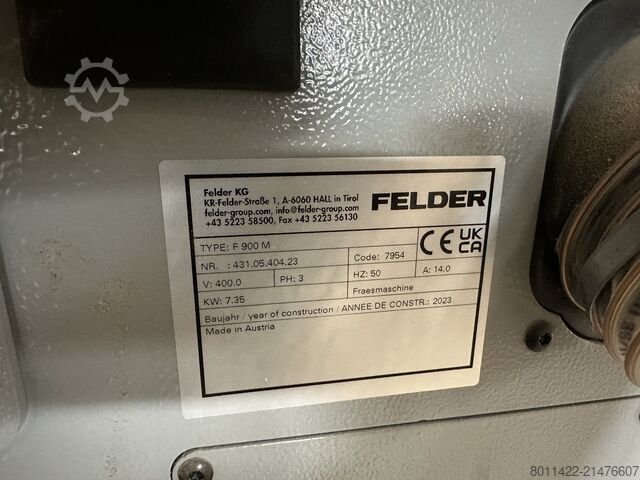 Felder KG
KR-Felder-Straße 1, A-6060 HALL in Tirol
felder-group.com, info@felder-group.com
+43 5223 58500, Fax +43 5223 56130
FELDER
TYPE: F 900 M
NR. : 431.05.404.23
Code: 7954
CE UK CA
V: 400.0
PH: 3
HZ: 50
A: 14.0
KW: 7.35
Fraesmaschine
Baujahr / year of construction / ANNEE DE CONSTR.: 2023
Made in Austria
8011422-21476607